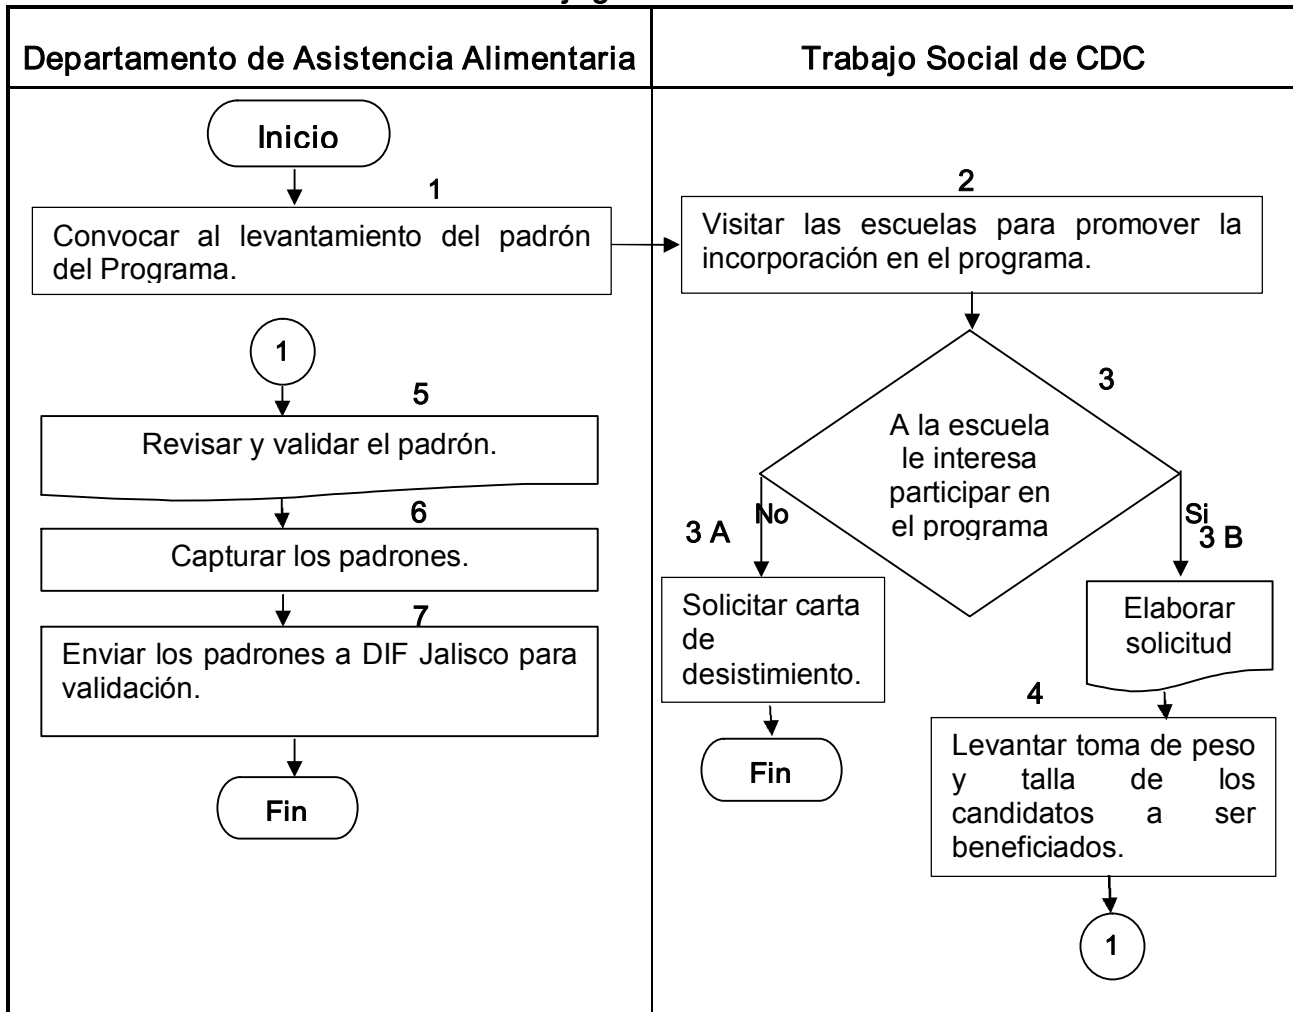 Departamento de Asistencia Alimentaria
Trabajo Social de CDC
Inicio
1
Convocar al levantamiento del padrón
del Programa.
2
Visitar las escuelas para promover la
incorporación en el programa.
3
A la escuela
le interesa
participar en
el programa
No
3 A
Solicitar carta
de
desistimiento.
Fin
Si
3 B
Elaborar
solicitud
4
Levantar toma de peso
y talla de los
candidatos a ser
beneficiados.
1
1
5
Revisar y validar el padrón.
6
Capturar los padrones.
7
Enviar los padrones a DIF Jalisco para
validación.
Fin